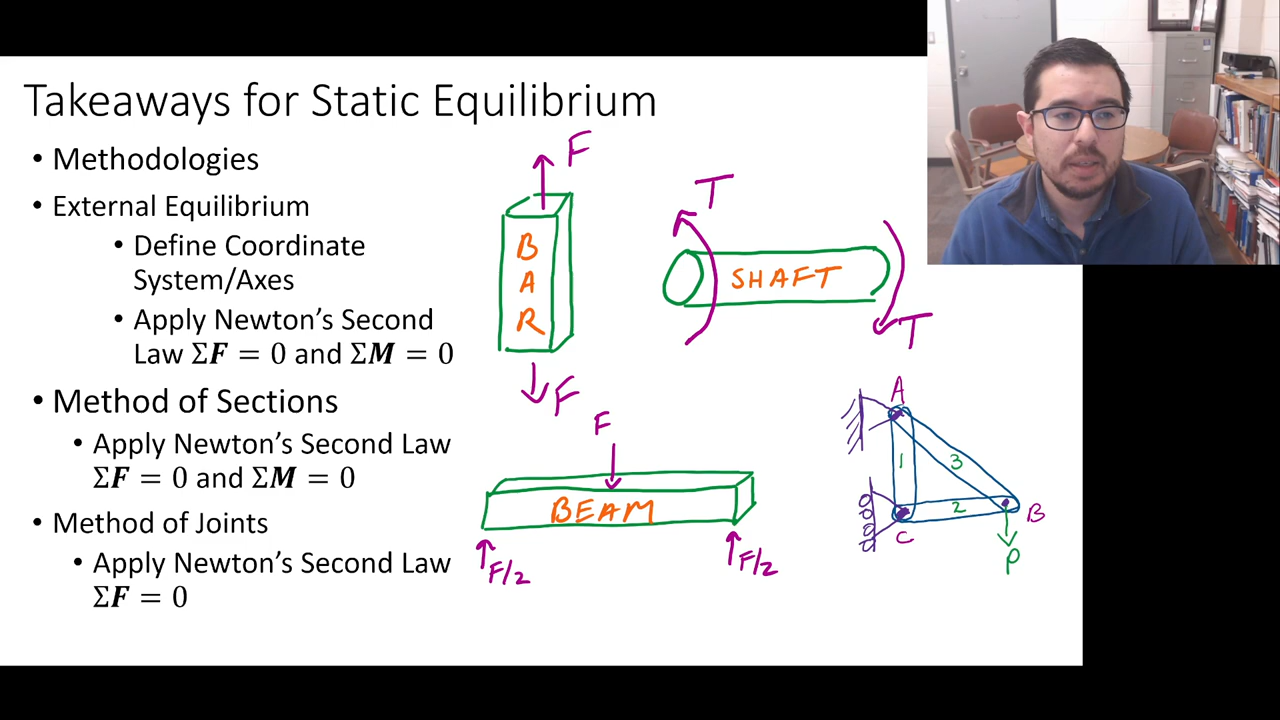 Takeaways for Static Equilibrium
• Methodologies
• External Equilibrium
• Define Coordinate
System/Axes
• Apply Newton's Second
Law Σ𝑭 = 0 and Σ𝑴 = 0
• Method of Sections
• Apply Newton's Second Law
Σ𝑭 = 0 and Σ𝑴 = 0
• Method of Joints
• Apply Newton's Second Law
Σ𝑭 = 0
F
BAR
F
T
SHAFT
T
F
BEAM
F/2
F/2
A
1
3
2
B
C
P